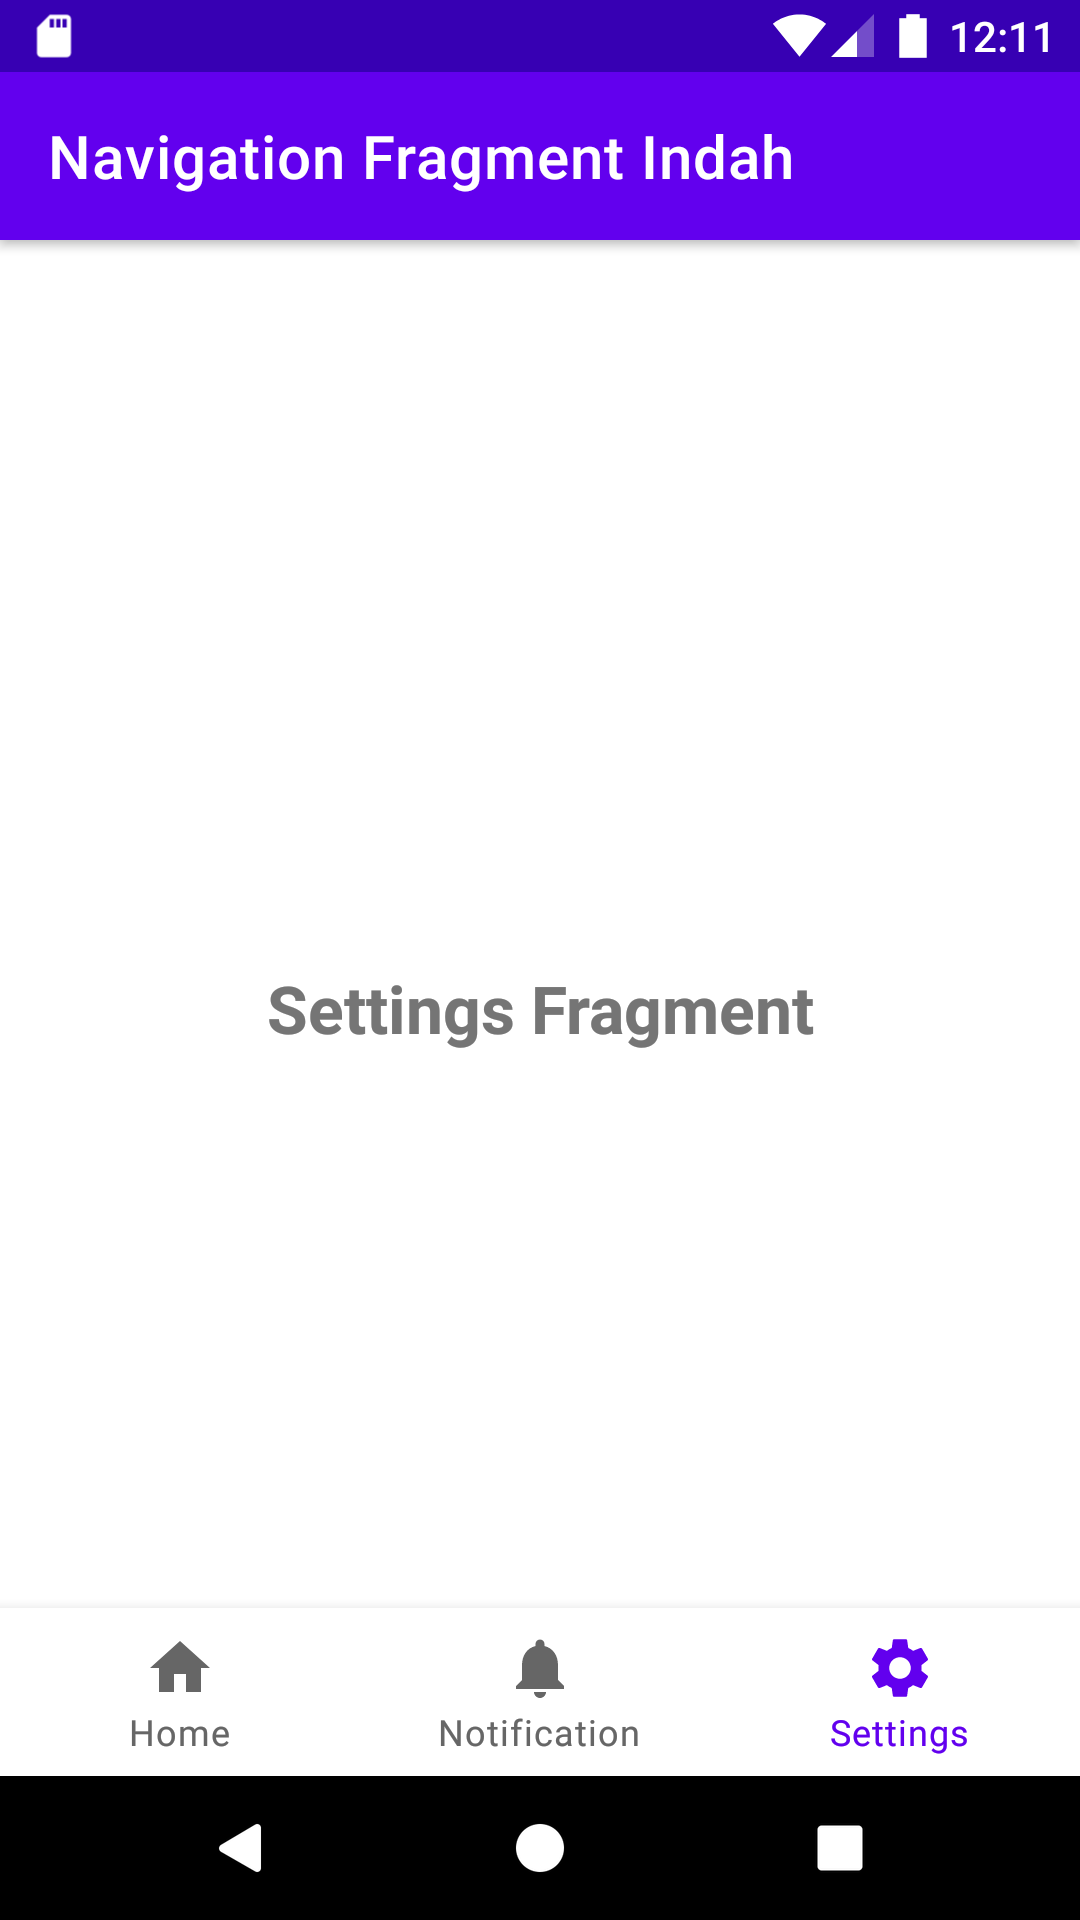 12:11
Navigation Fragment Indah
Settings Fragment
Home
Notification
Settings